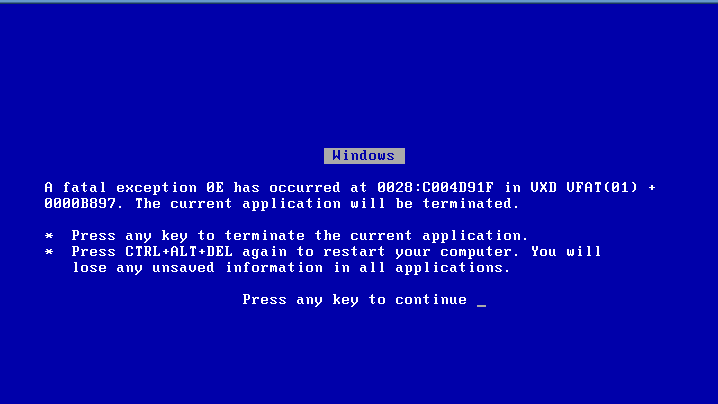 Windows
A fatal exception 0E has occurred at 0028:C004D91F in VXD VFAT(01) +
0000B897. The current application will be terminated.
* Press any key to terminate the current application.
* Press CTRL+ALT+DEL again to restart your computer. You will
lose any unsaved information in all applications.
Press any key to continue _